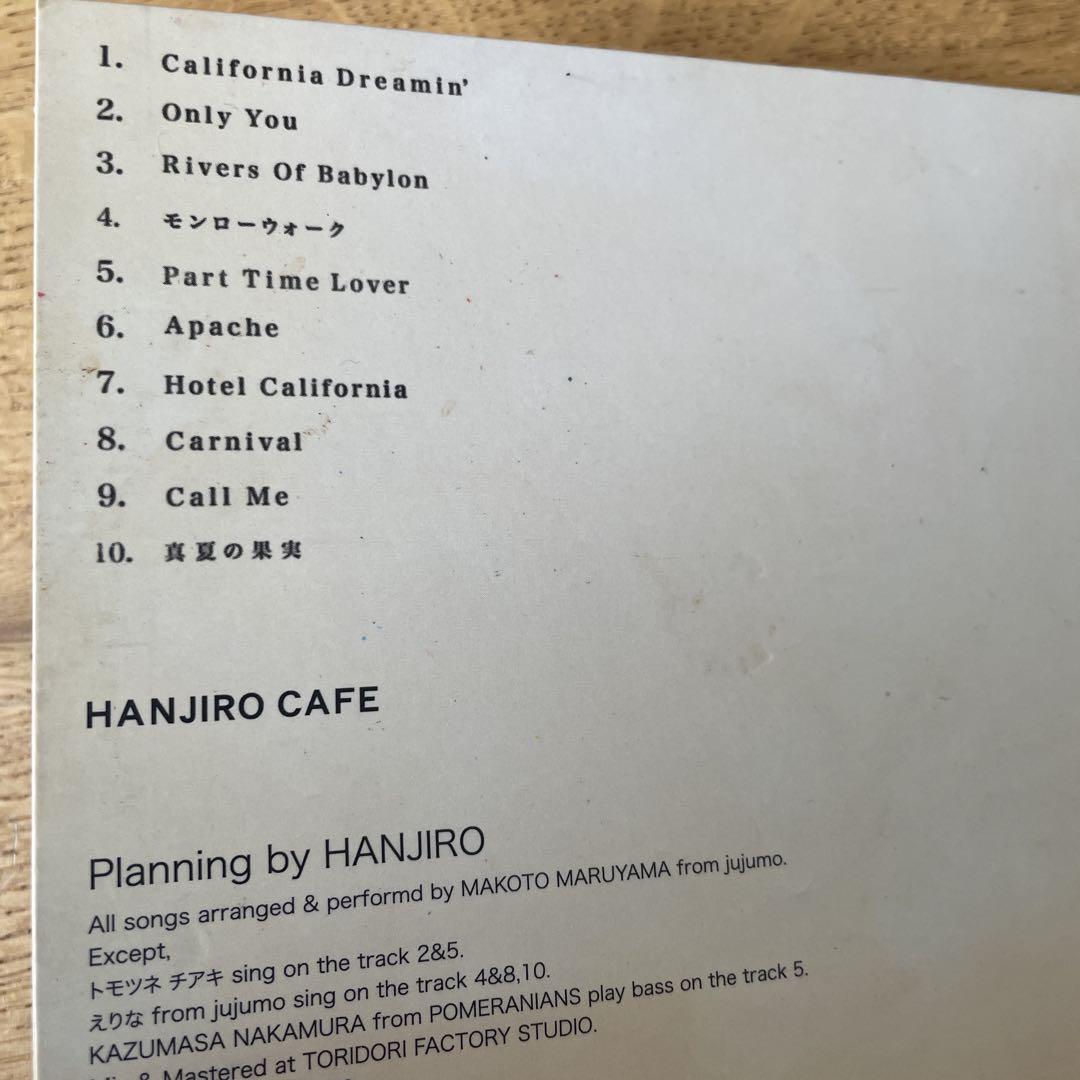 1. California Dreamin’
2. Only You
3. Rivers Of Babylon
4. モンローウォーク
5. Part Time Lover
6. Apache
7. Hotel California
8. Carnival
9. Call Me
10. 真夏の果実
HANJIRO CAFE
Planning by HANJIRO
All songs arranged & performd by MAKOTO MARUYAMA from jujumo.
Except,
トモツネ チアキ sing on the track 2&5.
えりな from jujumo sing on the track 4&8,10.
KAZUMASA NAKAMURA from POMERANIANS play bass on the track 5.
& Mastered at TORIDORI FACTORY STUDIO.